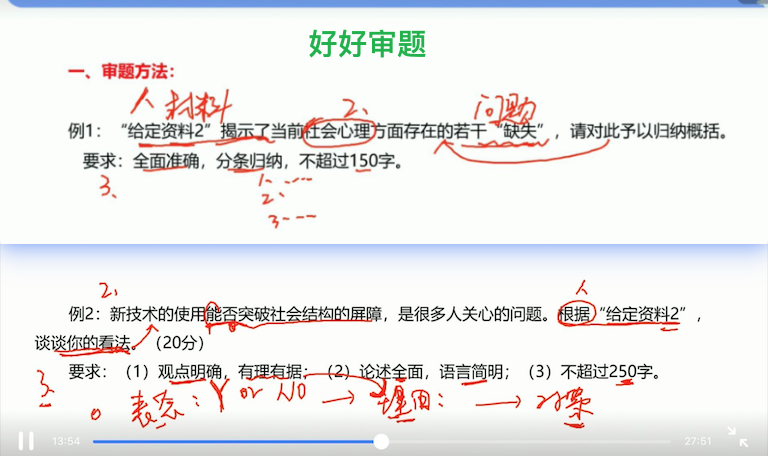 好好审题
一、审题方法：
人 材料 2、 问题
例1：“给定资料2”揭示了当前社会心理方面存在的若干“缺失”，请对此予以归纳概括。
要求：全面准确，分条归纳，不超过150字。
3、 1.
2.
3.
2、
例2：新技术的使用能否突破社会结构的屏障，是很多人关心的问题。根据“给定资料2”，
谈谈你的看法。（20分）
要求：（1）观点明确，有理有据；（2）论述全面，语言简明；（3）不超过250字。
3、
表态：Y or NO → 理由： → 对策
13:54 27:51